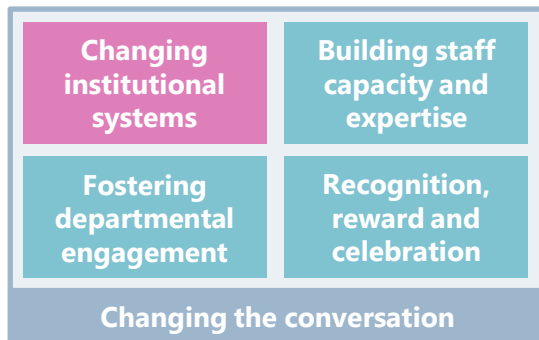 Changing
institutional
systems
Building staff
capacity and
expertise
Fostering
departmental
engagement
Recognition,
reward and
celebration
Changing the conversation